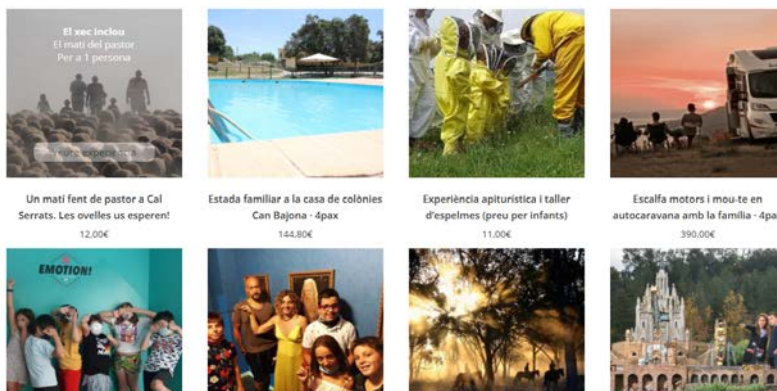 El xec inclou
El matí del pastor
Per a 1 persona
Un matí fent de pastor a Cal
Serrats. Les ovelles us esperen!
12,00€
Estada familiar a la casa de colònies
Can Bajona · 4pax
144,80€
Experiència apiturística i taller
d'espelmes (preu per infants)
11,00€
Escalfa motors i mou-te en
autocaravana amb la família · 4pa
390,00€
EMOTION!